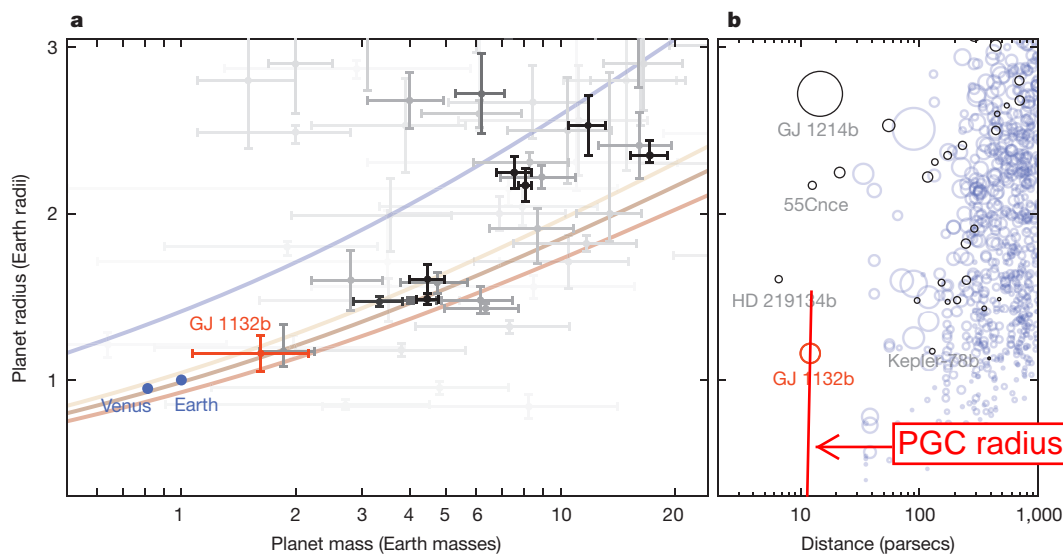 a
b
3
2
1
Planet radius (Earth radii)
GJ 1132b
Venus
Earth
1
2
3
4
5
6
10
20
Planet mass (Earth masses)
GJ 1214b
55Cnce
HD 219134b
Kepler-78b
GJ 1132b
PGC radius
10
100
1,000
Distance (parsecs)